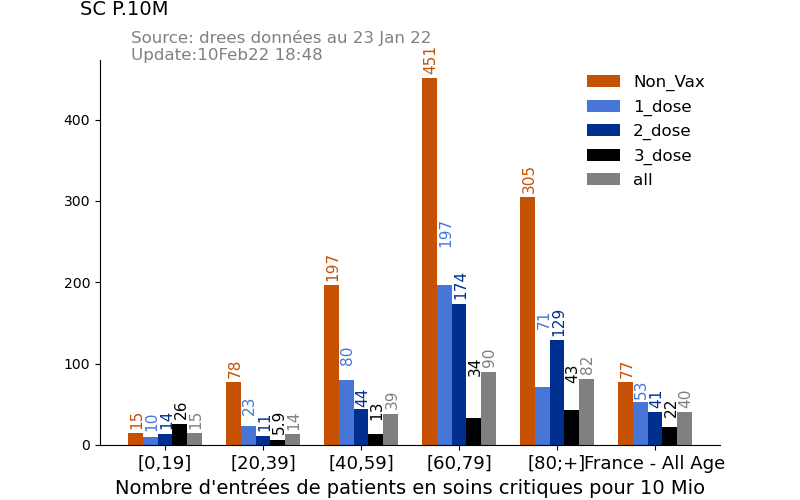 SC P.10M
Source: drees données au 23 Jan 22
Update:10Feb22 18:48
Non_Vax
1_dose
2_dose
3_dose
all
400
300
200
100
0
15 10 14 26 15
78 23 11 5.9 14
197 80 44 13 39
451 197 174 34 90
305 71 129 43 82
77 53 41 22 40
[0,19] [20,39] [40,59] [60,79] [80;+] France - All Age
Nombre d'entrées de patients en soins critiques pour 10 Mio